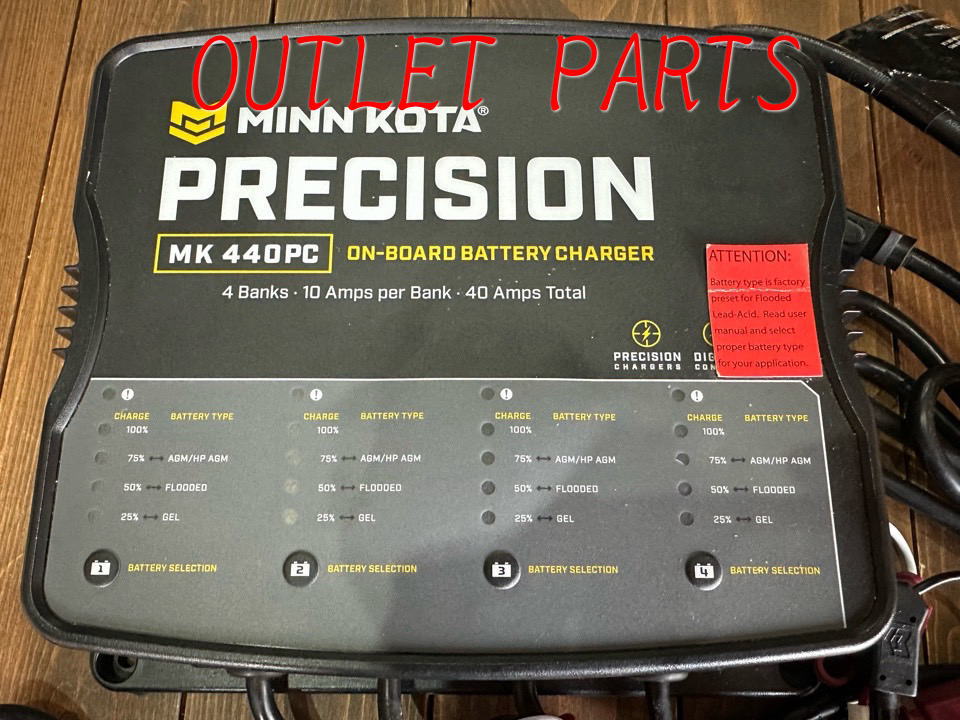 OUTLET PARTS
MINN KOTA®
PRECISION
MK 440PC ON-BOARD BATTERY CHARGER
4 Banks · 10 Amps per Bank · 40 Amps Total
ATTENTION:
Battery type is factory
preset for Flooded
Lead-Acid. Read user
manual and select
proper battery type
for your application.
PRECISION
CHARGERS
CHARGE BATTERY TYPE
100%
75% AGM/HP AGM
50% FLOODED
25% GEL
1 BATTERY SELECTION
CHARGE BATTERY TYPE
100%
75% AGM/HP AGM
50% FLOODED
25% GEL
2 BATTERY SELECTION
CHARGE BATTERY TYPE
100%
75% AGM/HP AGM
50% FLOODED
25% GEL
3 BATTERY SELECTION
CHARGE BATTERY TYPE
100%
75% AGM/HP AGM
50% FLOODED
25% GEL
4 BATTERY SELECTION